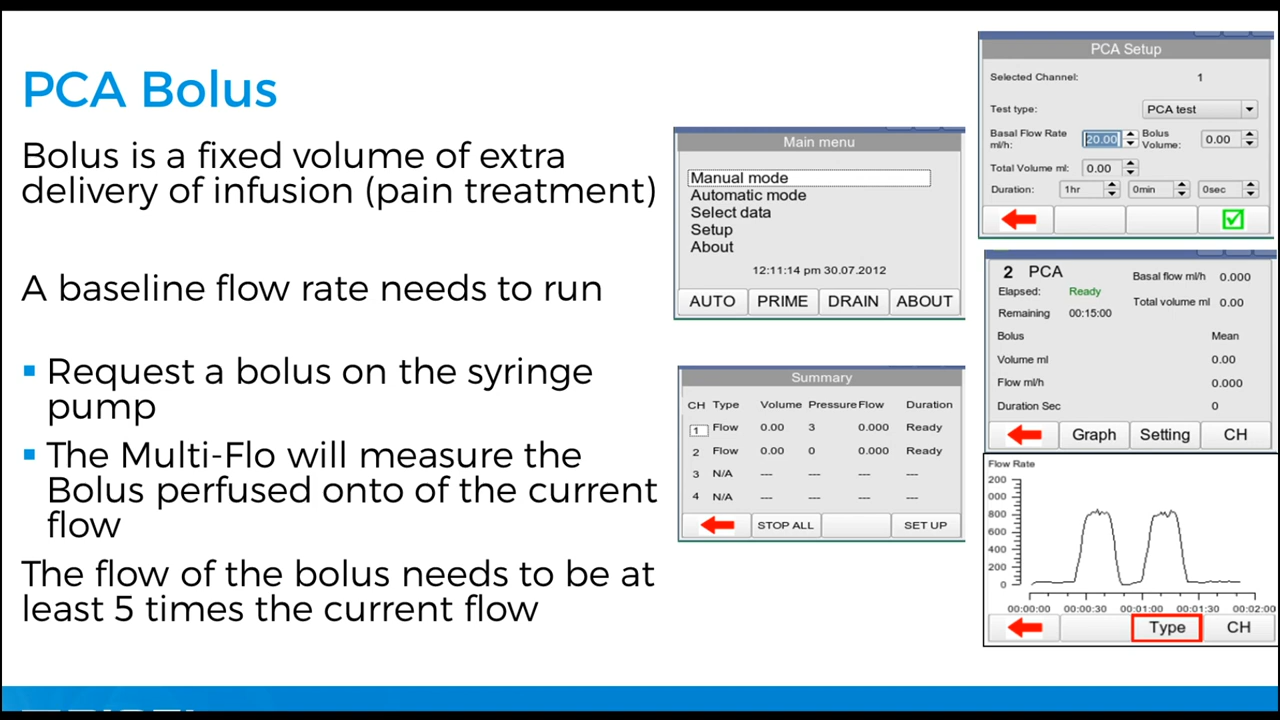 PCA Bolus
Bolus is a fixed volume of extra
delivery of infusion (pain treatment)
A baseline flow rate needs to run
Request a bolus on the syringe
pump
The Multi-Flo will measure the
Bolus perfused onto of the current
flow
The flow of the bolus needs to be at
least 5 times the current flow
Main menu
Manual mode
Automatic mode
Select data
Setup
About
12:11:14 pm 30.07.2012
AUTO PRIME DRAIN ABOUT
Summary
CH Type Volume Pressure Flow Duration
1 Flow 0.00 3 0.000 Ready
2 Flow 0.00 0 0.000 Ready
3 N/A --- --- --- ---
4 N/A --- --- --- ---
STOP ALL SET UP
PCA Setup
Selected Channel: 1
Test type: PCA test
Basal Flow Rate ml/h: 20.00 Bolus Volume: 0.00
Total Volume ml: 0.00
Duration: 1hr 0min 0sec
2 PCA Basal flow ml/h 0.000
Elapsed: Ready Total volume ml 0.00
Remaining 00:15:00
Bolus Mean
Volume ml 0.00
Flow ml/h 0.000
Duration Sec 0
Graph Setting CH
Flow Rate
200
000
800
600
400
200
0
00:00:00 00:00:30 00:01:00 00:01:30 00:02:00
Type CH